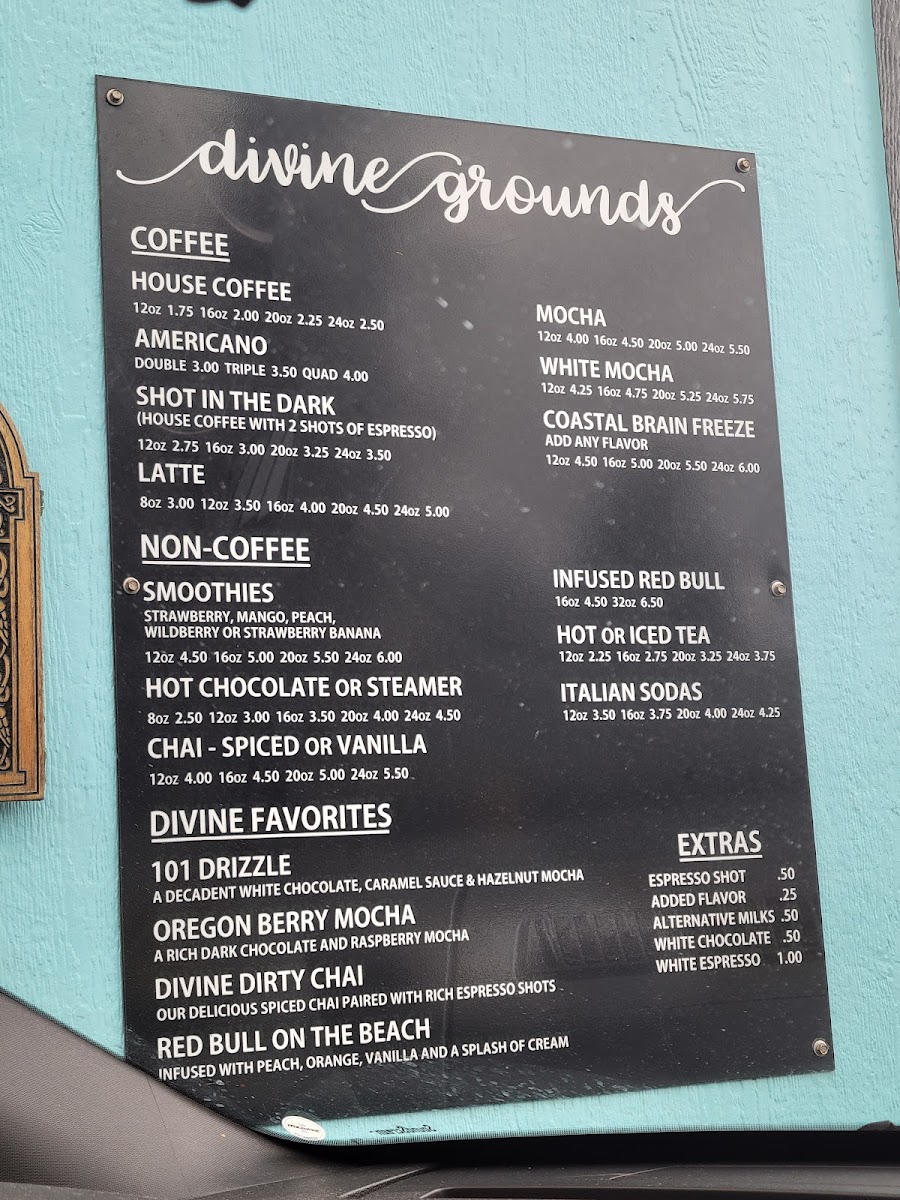 divine grounds
COFFEE
HOUSE COFFEE
12oz 1.75 16oz 2.00 20oz 2.25 24oz 2.50
AMERICANO
DOUBLE 3.00 TRIPLE 3.50 QUAD 4.00
SHOT IN THE DARK
(HOUSE COFFEE WITH 2 SHOTS OF ESPRESSO)
12oz 2.75 16oz 3.00 20oz 3.25 24oz 3.50
LATTE
8oz 3.00 12oz 3.50 16oz 4.00 20oz 4.50 24oz 5.00
MOCHA
12oz 4.00 16oz 4.50 20oz 5.00 24oz 5.50
WHITE MOCHA
12oz 4.25 16oz 4.75 20oz 5.25 24oz 5.75
COASTAL BRAIN FREEZE
ADD ANY FLAVOR
12oz 4.50 16oz 5.00 20oz 5.50 24oz 6.00
NON-COFFEE
SMOOTHIES
STRAWBERRY, MANGO, PEACH,
WILDBERRY OR STRAWBERRY BANANA
12oz 4.50 16oz 5.00 20oz 5.50 24oz 6.00
HOT CHOCOLATE OR STEAMER
8oz 2.50 12oz 3.00 16oz 3.50 20oz 4.00 24oz 4.50
CHAI - SPICED OR VANILLA
12oz 4.00 16oz 4.50 20oz 5.00 24oz 5.50
INFUSED RED BULL
16oz 4.50 32oz 6.50
HOT OR ICED TEA
12oz 2.25 16oz 2.75 20oz 3.25 24oz 3.75
ITALIAN SODAS
12oz 3.50 16oz 3.75 20oz 4.00 24oz 4.25
DIVINE FAVORITES
101 DRIZZLE
A DECADENT WHITE CHOCOLATE, CARAMEL SAUCE & HAZELNUT MOCHA
OREGON BERRY MOCHA
A RICH DARK CHOCOLATE AND RASPBERRY MOCHA
DIVINE DIRTY CHAI
OUR DELICIOUS SPICED CHAI PAIRED WITH RICH ESPRESSO SHOTS
RED BULL ON THE BEACH
INFUSED WITH PEACH, ORANGE, VANILLA AND A SPLASH OF CREAM
EXTRAS
ESPRESSO SHOT .50
ADDED FLAVOR .25
ALTERNATIVE MILKS .50
WHITE CHOCOLATE .50
WHITE ESPRESSO 1.00